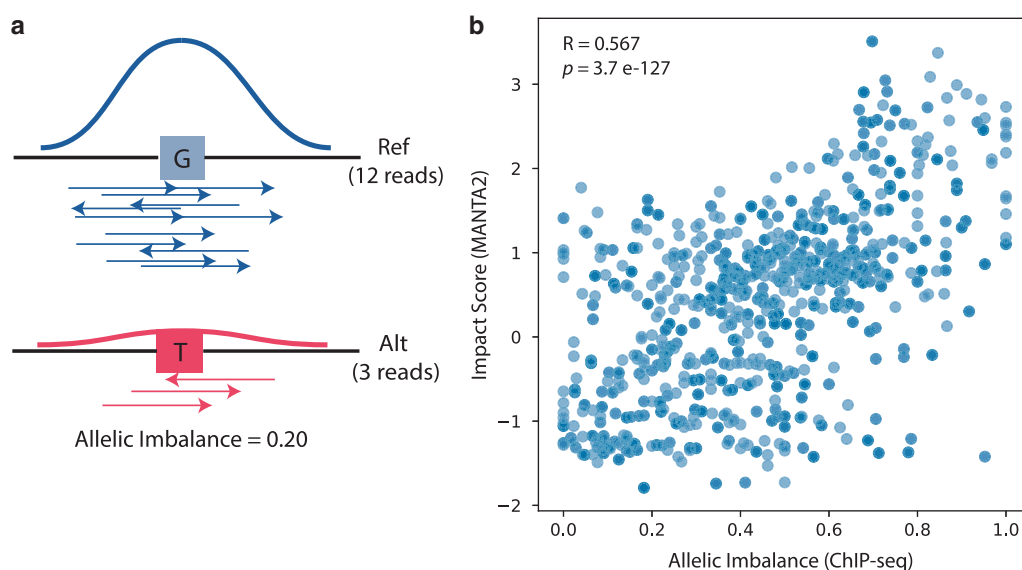 a
G
Ref
(12 reads)
T
Alt
(3 reads)
Allelic Imbalance = 0.20
b
R = 0.567
p = 3.7 e-127
Impact Score (MANTA2)
3
2
1
0
−1
−2
0.0 0.2 0.4 0.6 0.8 1.0
Allelic Imbalance (ChIP-seq)